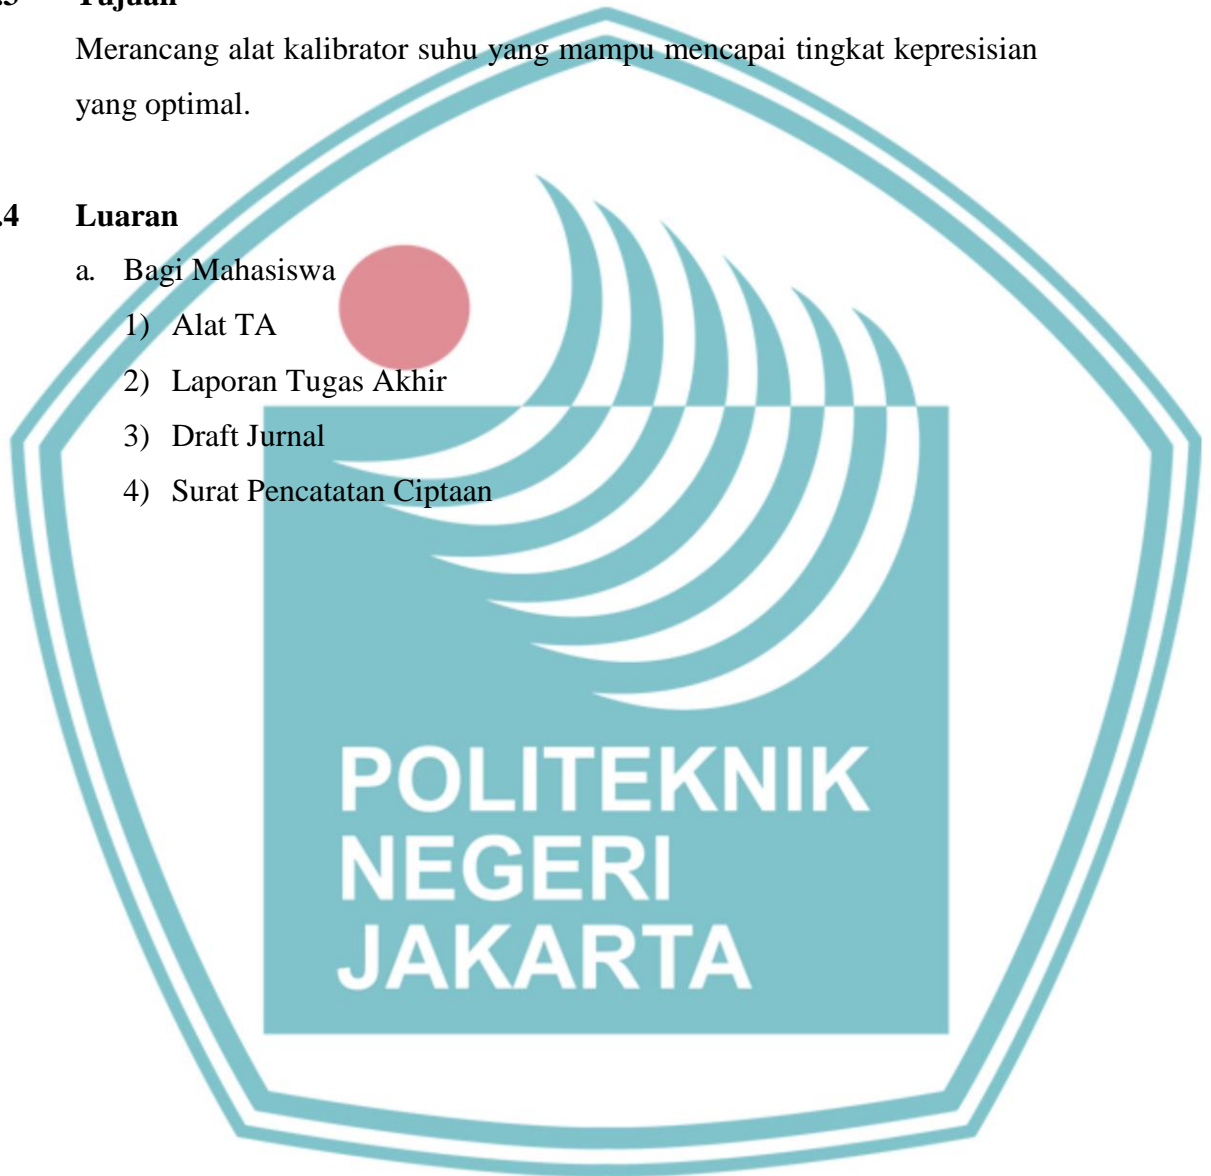 Tujuan
Merancang alat kalibrator suhu yang mampu mencapai tingkat kepresisian
yang optimal.
.4 Luaran
a. Bagi Mahasiswa
1) Alat TA
2) Laporan Tugas Akhir
3) Draft Jurnal
4) Surat Pencatatan Ciptaan
POLITEKNIK
NEGERI
JAKARTA